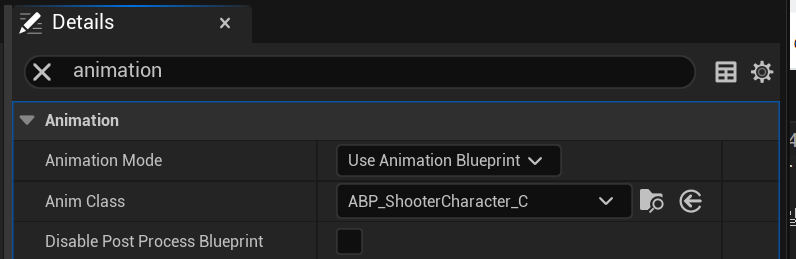 Details
animation
Animation
Animation Mode
Use Animation Blueprint
Anim Class
ABP_ShooterCharacter_C
Disable Post Process Blueprint